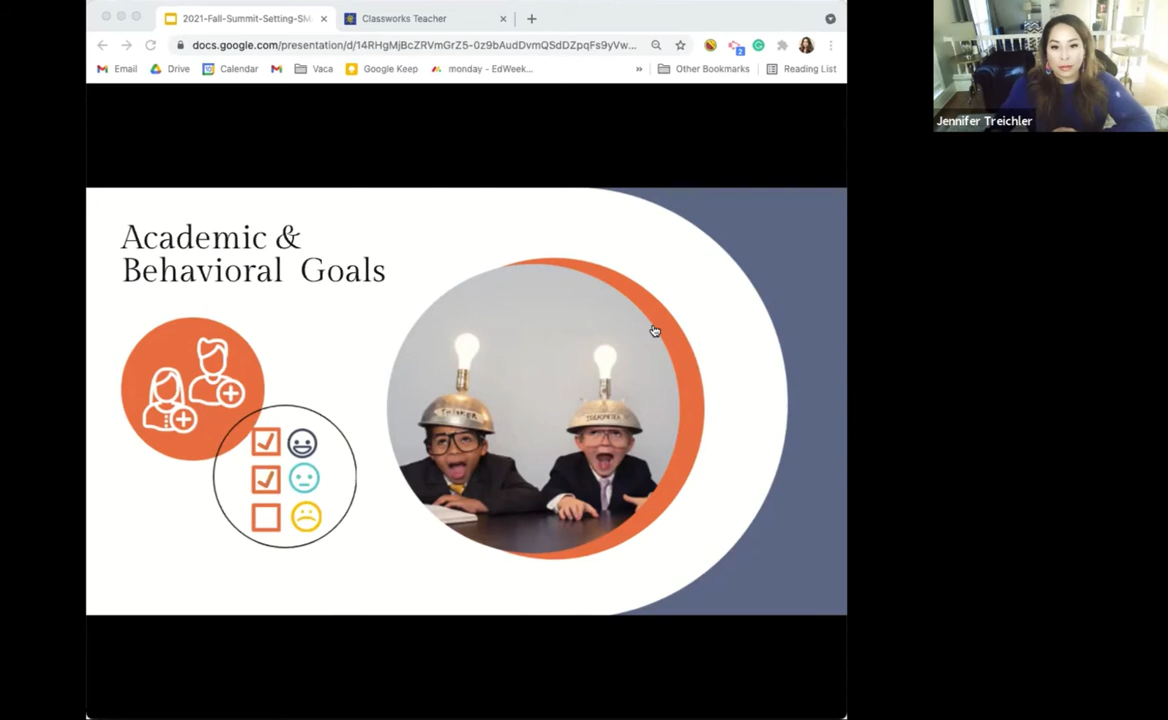 2021-Fall-Summit-Setting-SM
Classworks Teacher
docs.google.com/presentation/d/14RHgMjBcZRVmGrZ5-0z9bAudDvmQSdDZpqFs9yVw...
2
Email Drive Calendar Vaca Google Keep monday - EdWeek... » Other Bookmarks Reading List
Jennifer Treichler
Academic &
Behavioral Goals
THINKER